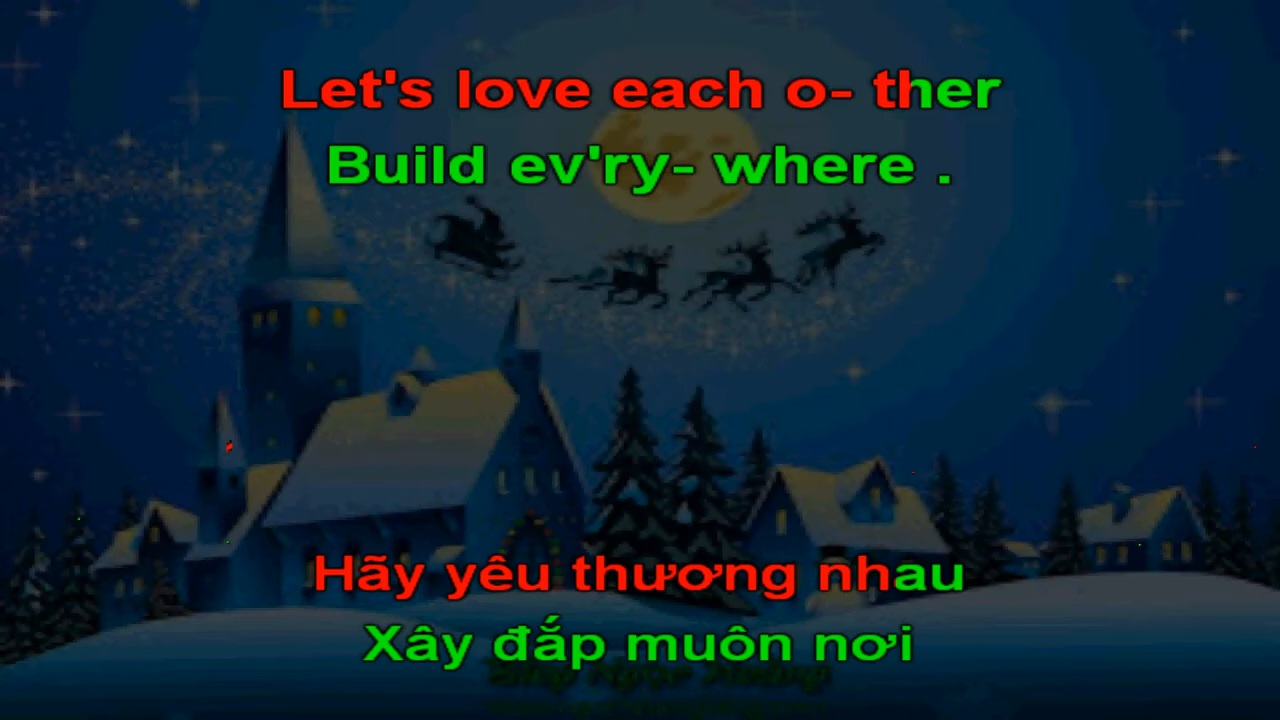 Let's love each o- ther
Build ev'ry- where .
Hãy yêu thương nhau
Xây đắp muôn nơi